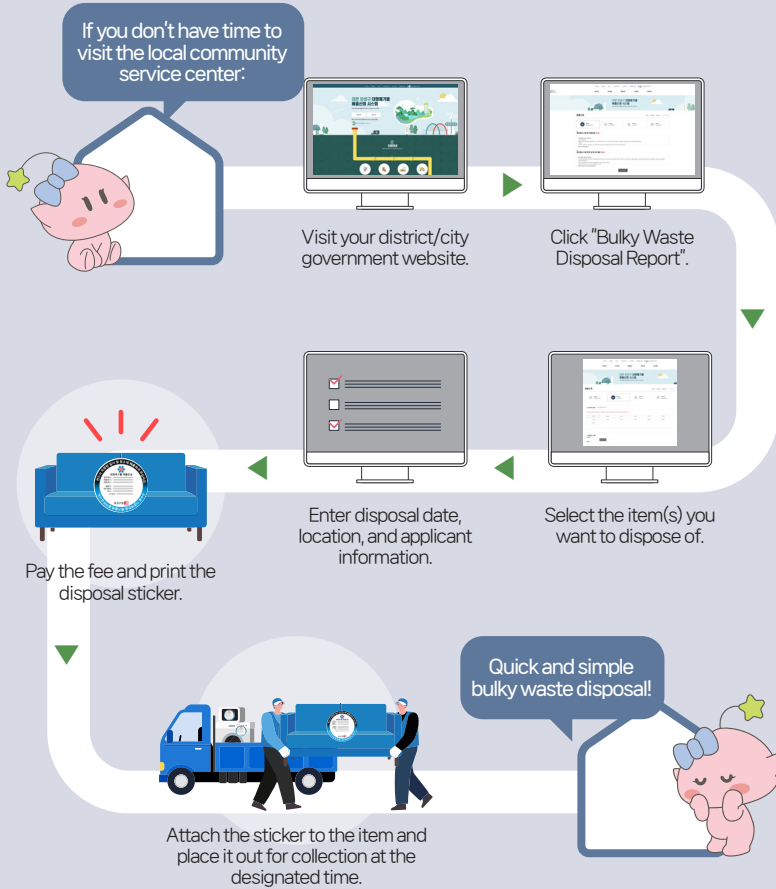 If you don't have time to
visit the local community
service center:
Visit your district/city
government website.
Click "Bulky Waste
Disposal Report".
Select the item(s) you
want to dispose of.
Enter disposal date,
location, and applicant
information.
Pay the fee and print the
disposal sticker.
Attach the sticker to the item and
place it out for collection at the
designated time.
Quick and simple
bulky waste disposal!